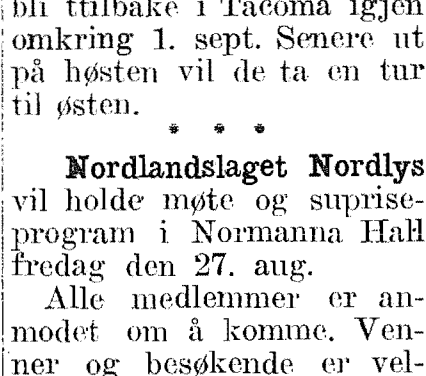 bli ttilbake i Tacoma igjen
omkring 1. sept. Senere ut
på høsten vil de ta en tur
til østen.
* * *
Nordlandslaget Nordlys
vil holde møte og suprise-
program i Normanna Hall
fredag den 27. aug.
Alle medlemmer er an-
modet om å komme. Ven-
ner og besøkende er vel-